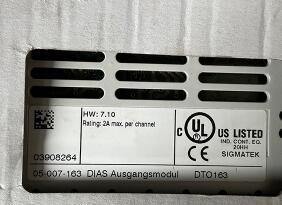 HW: 7.10
Rating: 2A max. per channel
03908264
C UL US LISTED
IND. CONT. EQ.
20HH
SIGMATEK
05-007-163 DIAS Ausgangsmodul DTO163